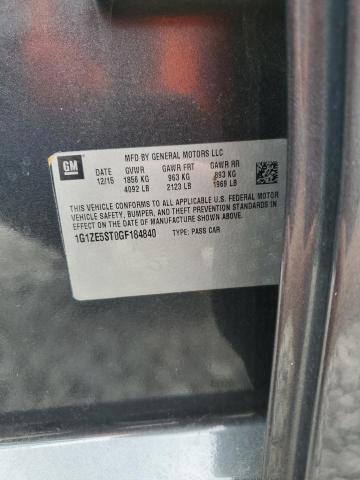 GM
MFD BY GENERAL MOTORS LLC
DATE GVWR GAWR FRT GAWR RR
12/15 1856 KG 963 KG 893 KG
4092 LB 2123 LB 1969 LB
THIS VEHICLE CONFORMS TO ALL APPLICABLE U.S. FEDERAL MOTOR
VEHICLE SAFETY, BUMPER, AND THEFT PREVENTION STANDARDS IN
EFFECT ON THE DATE OF MANUFACTURE SHOWN ABOVE.
1G1ZE5ST0GF184840 TYPE: PASS CAR